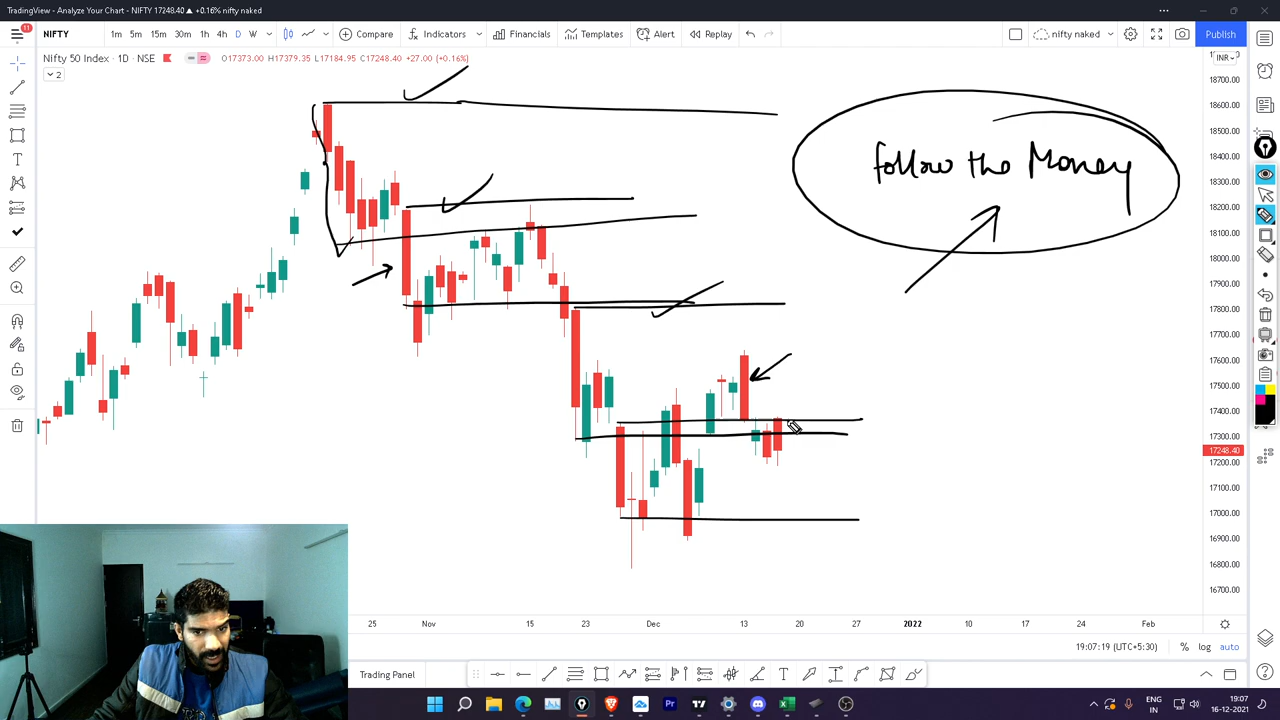 TradingView - Analyze Your Chart - NIFTY 17248.40 ▲ +0.16% nifty naked
11
NIFTY 1m 5m 15m 30m 1h 4h D W Compare Indicators Financials Templates Alert Replay nifty naked Publish
Nifty 50 Index · 1D · NSE O17373.00 H17379.35 L17184.95 C17248.40 +27.00 (+0.16%)
INR
2
18700.00
18600.00
18500.00
18400.00
18300.00
18200.00
18100.00
18000.00
17900.00
17800.00
17700.00
17600.00
17500.00
17400.00
17300.00
17248.40
17200.00
17100.00
17000.00
16900.00
16800.00
16700.00
follow the Money
25 Nov 15 23 Dec 13 20 27 2022 10 17 24 Feb
19:07:19 (UTC+5:30) % log auto
Trading Panel
ENG
IN
19:07
16-12-2021